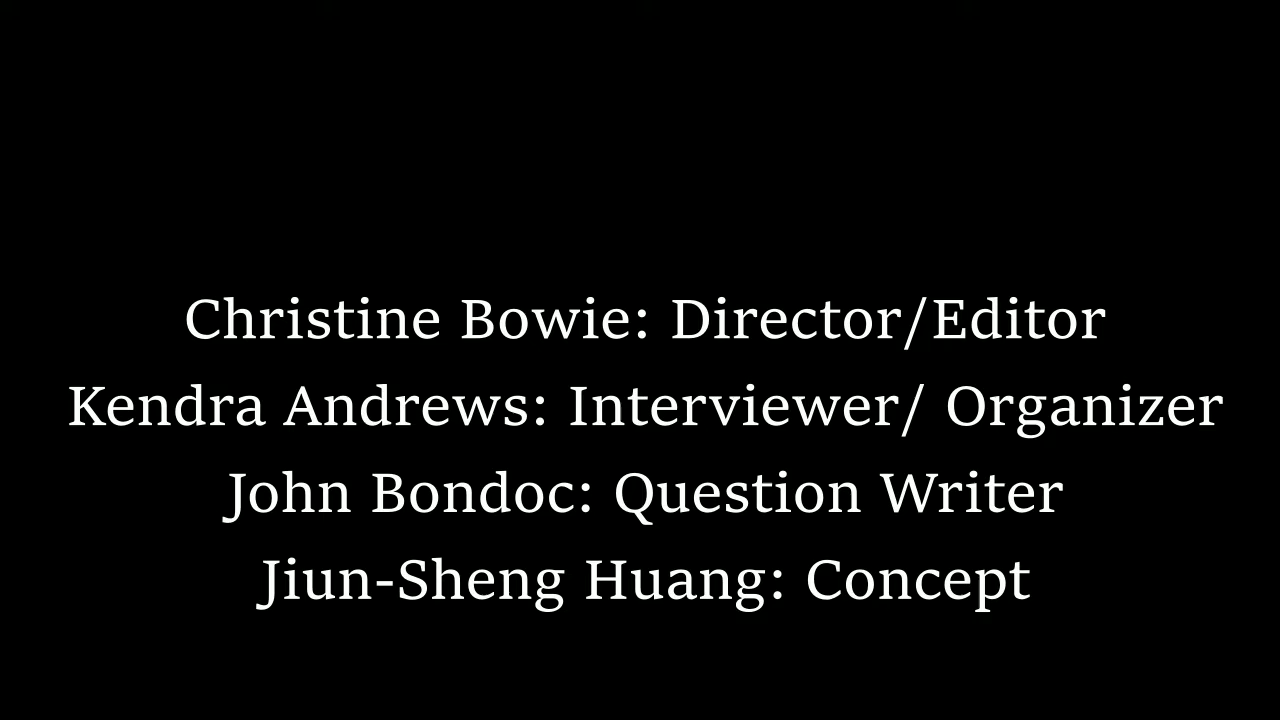 Christine Bowie: Director/Editor
Kendra Andrews: Interviewer/ Organizer
John Bondoc: Question Writer
Jiun-Sheng Huang: Concept